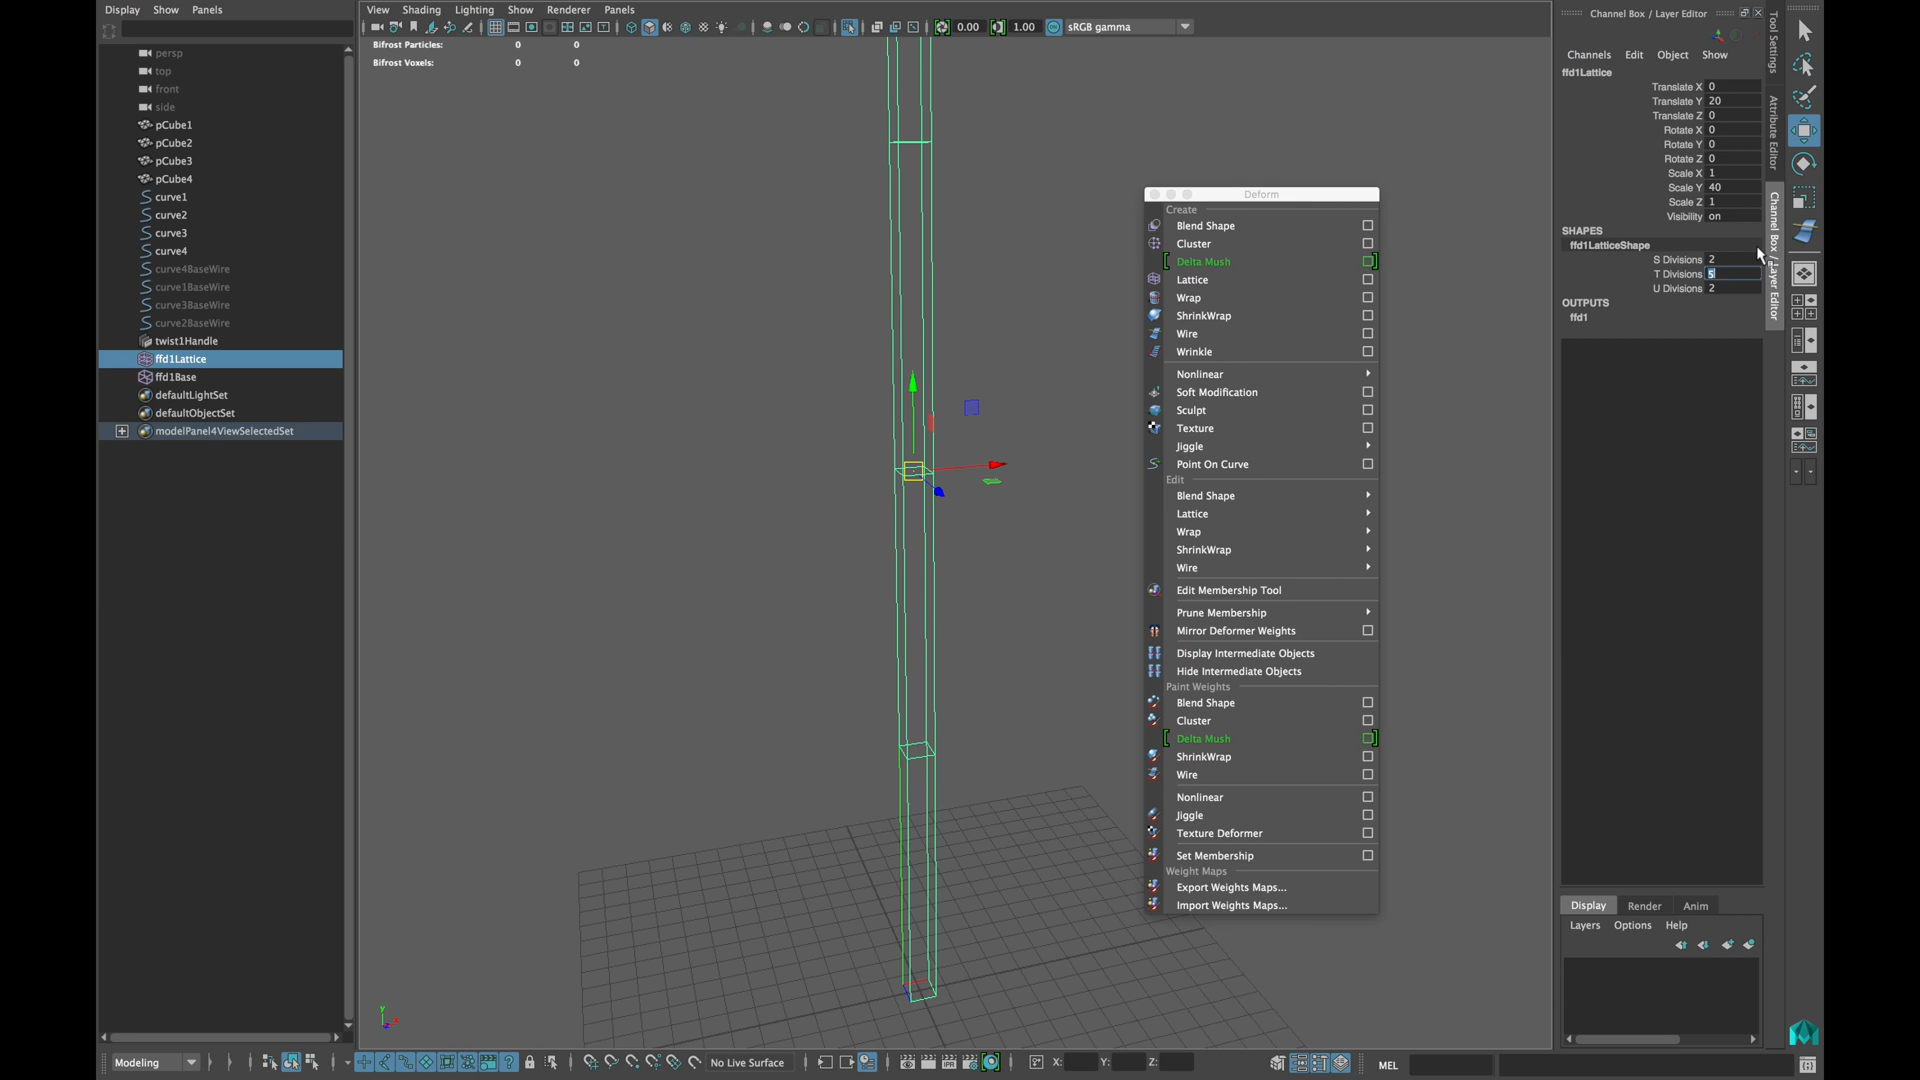 Display Show Panels
persp
top
front
side
pCube1
pCube2
pCube3
pCube4
curve1
curve2
curve3
curve4
curve4BaseWire
curve1BaseWire
curve3BaseWire
curve2BaseWire
twist1Handle
ffd1Lattice
ffd1Base
defaultLightSet
defaultObjectSet
modelPanel4ViewSelectedSet
View Shading Lighting Show Renderer Panels
0.00 1.00 sRGB gamma
Bifrost Particles: 0 0
Bifrost Voxels: 0 0
Deform
Create
Blend Shape
Cluster
Delta Mush
Lattice
Wrap
ShrinkWrap
Wire
Wrinkle
Nonlinear
Soft Modification
Sculpt
Texture
Jiggle
Point On Curve
Edit
Blend Shape
Lattice
Wrap
ShrinkWrap
Wire
Edit Membership Tool
Prune Membership
Mirror Deformer Weights
Display Intermediate Objects
Hide Intermediate Objects
Paint Weights
Blend Shape
Cluster
Delta Mush
ShrinkWrap
Wire
Nonlinear
Jiggle
Texture Deformer
Set Membership
Weight Maps
Export Weights Maps...
Import Weights Maps...
Channel Box / Layer Editor
Channels Edit Object Show
ffd1Lattice
Translate X 0
Translate Y 20
Translate Z 0
Rotate X 0
Rotate Y 0
Rotate Z 0
Scale X 1
Scale Y 40
Scale Z 1
Visibility on
SHAPES
ffd1LatticeShape
S Divisions 2
T Divisions 5
U Divisions 2
OUTPUTS
ffd1
Display Render Anim
Layers Options Help
Tool Settings
Attribute Editor
Channel Box / Layer Editor
Y
Modeling
No Live Surface
X: Y: Z:
MEL